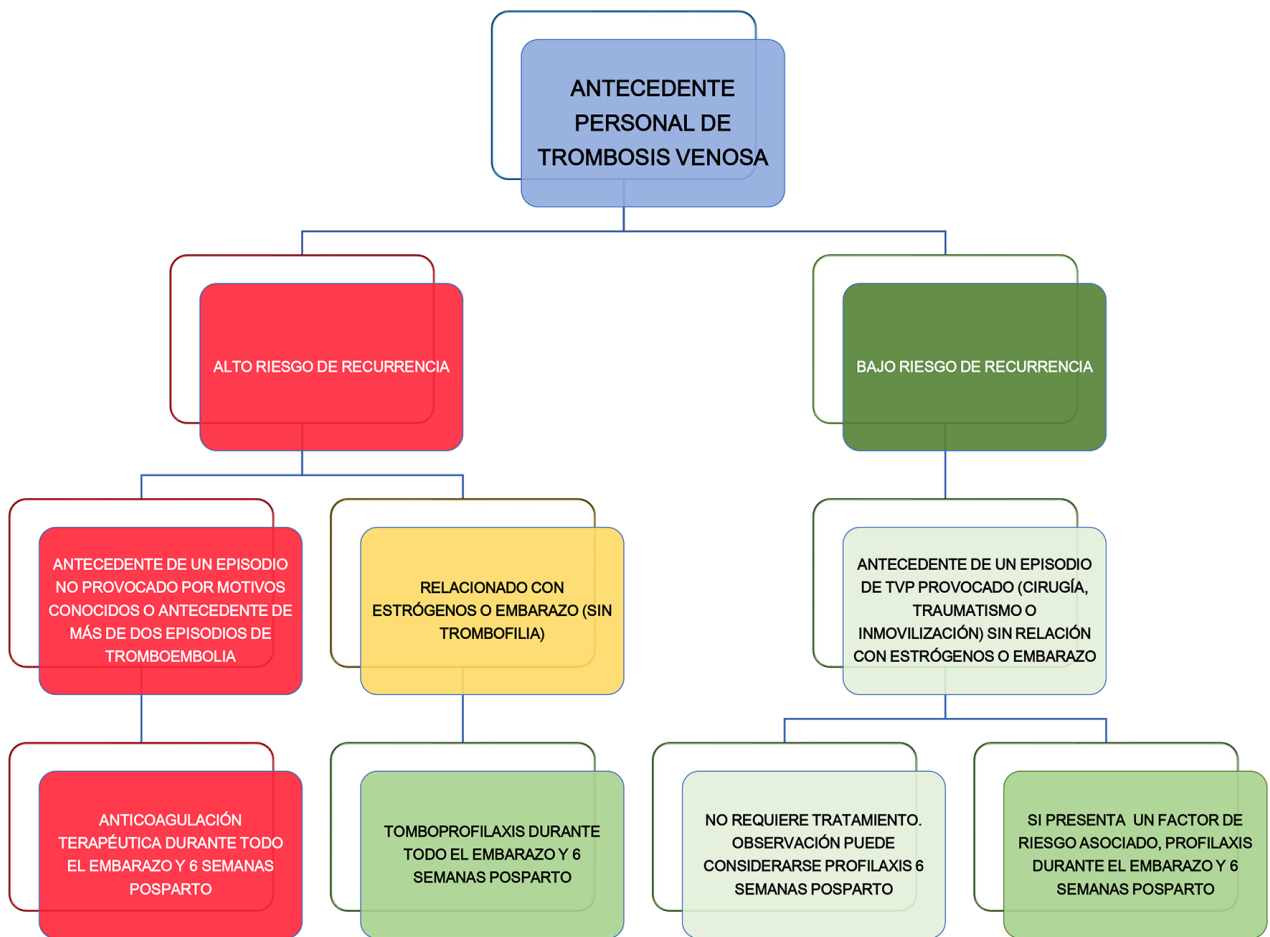 ANTECEDENTE
PERSONAL DE
TROMBOSIS VENOSA
ALTO RIESGO DE RECURRENCIA
BAJO RIESGO DE RECURRENCIA
ANTECEDENTE DE UN EPISODIO
NO PROVOCADO POR MOTIVOS
CONOCIDOS O ANTECEDENTE DE
MÁS DE DOS EPISODIOS DE
TROMBOEMBOLIA
RELACIONADO CON
ESTRÓGENOS O EMBARAZO (SIN
TROMBOFILIA)
ANTECEDENTE DE UN EPISODIO
DE TVP PROVOCADO (CIRUGÍA,
TRAUMATISMO O
INMOVILIZACIÓN) SIN RELACIÓN
CON ESTRÓGENOS O EMBARAZO
ANTICOAGULACIÓN
TERAPÉUTICA DURANTE TODO
EL EMBARAZO Y 6 SEMANAS
POSPARTO
TOMBOPROFILAXIS DURANTE
TODO EL EMBARAZO Y 6
SEMANAS POSPARTO
NO REQUIERE TRATAMIENTO.
OBSERVACIÓN PUEDE
CONSIDERARSE PROFILAXIS 6
SEMANAS POSPARTO
SI PRESENTA UN FACTOR DE
RIESGO ASOCIADO, PROFILAXIS
DURANTE EL EMBARAZO Y 6
SEMANAS POSPARTO